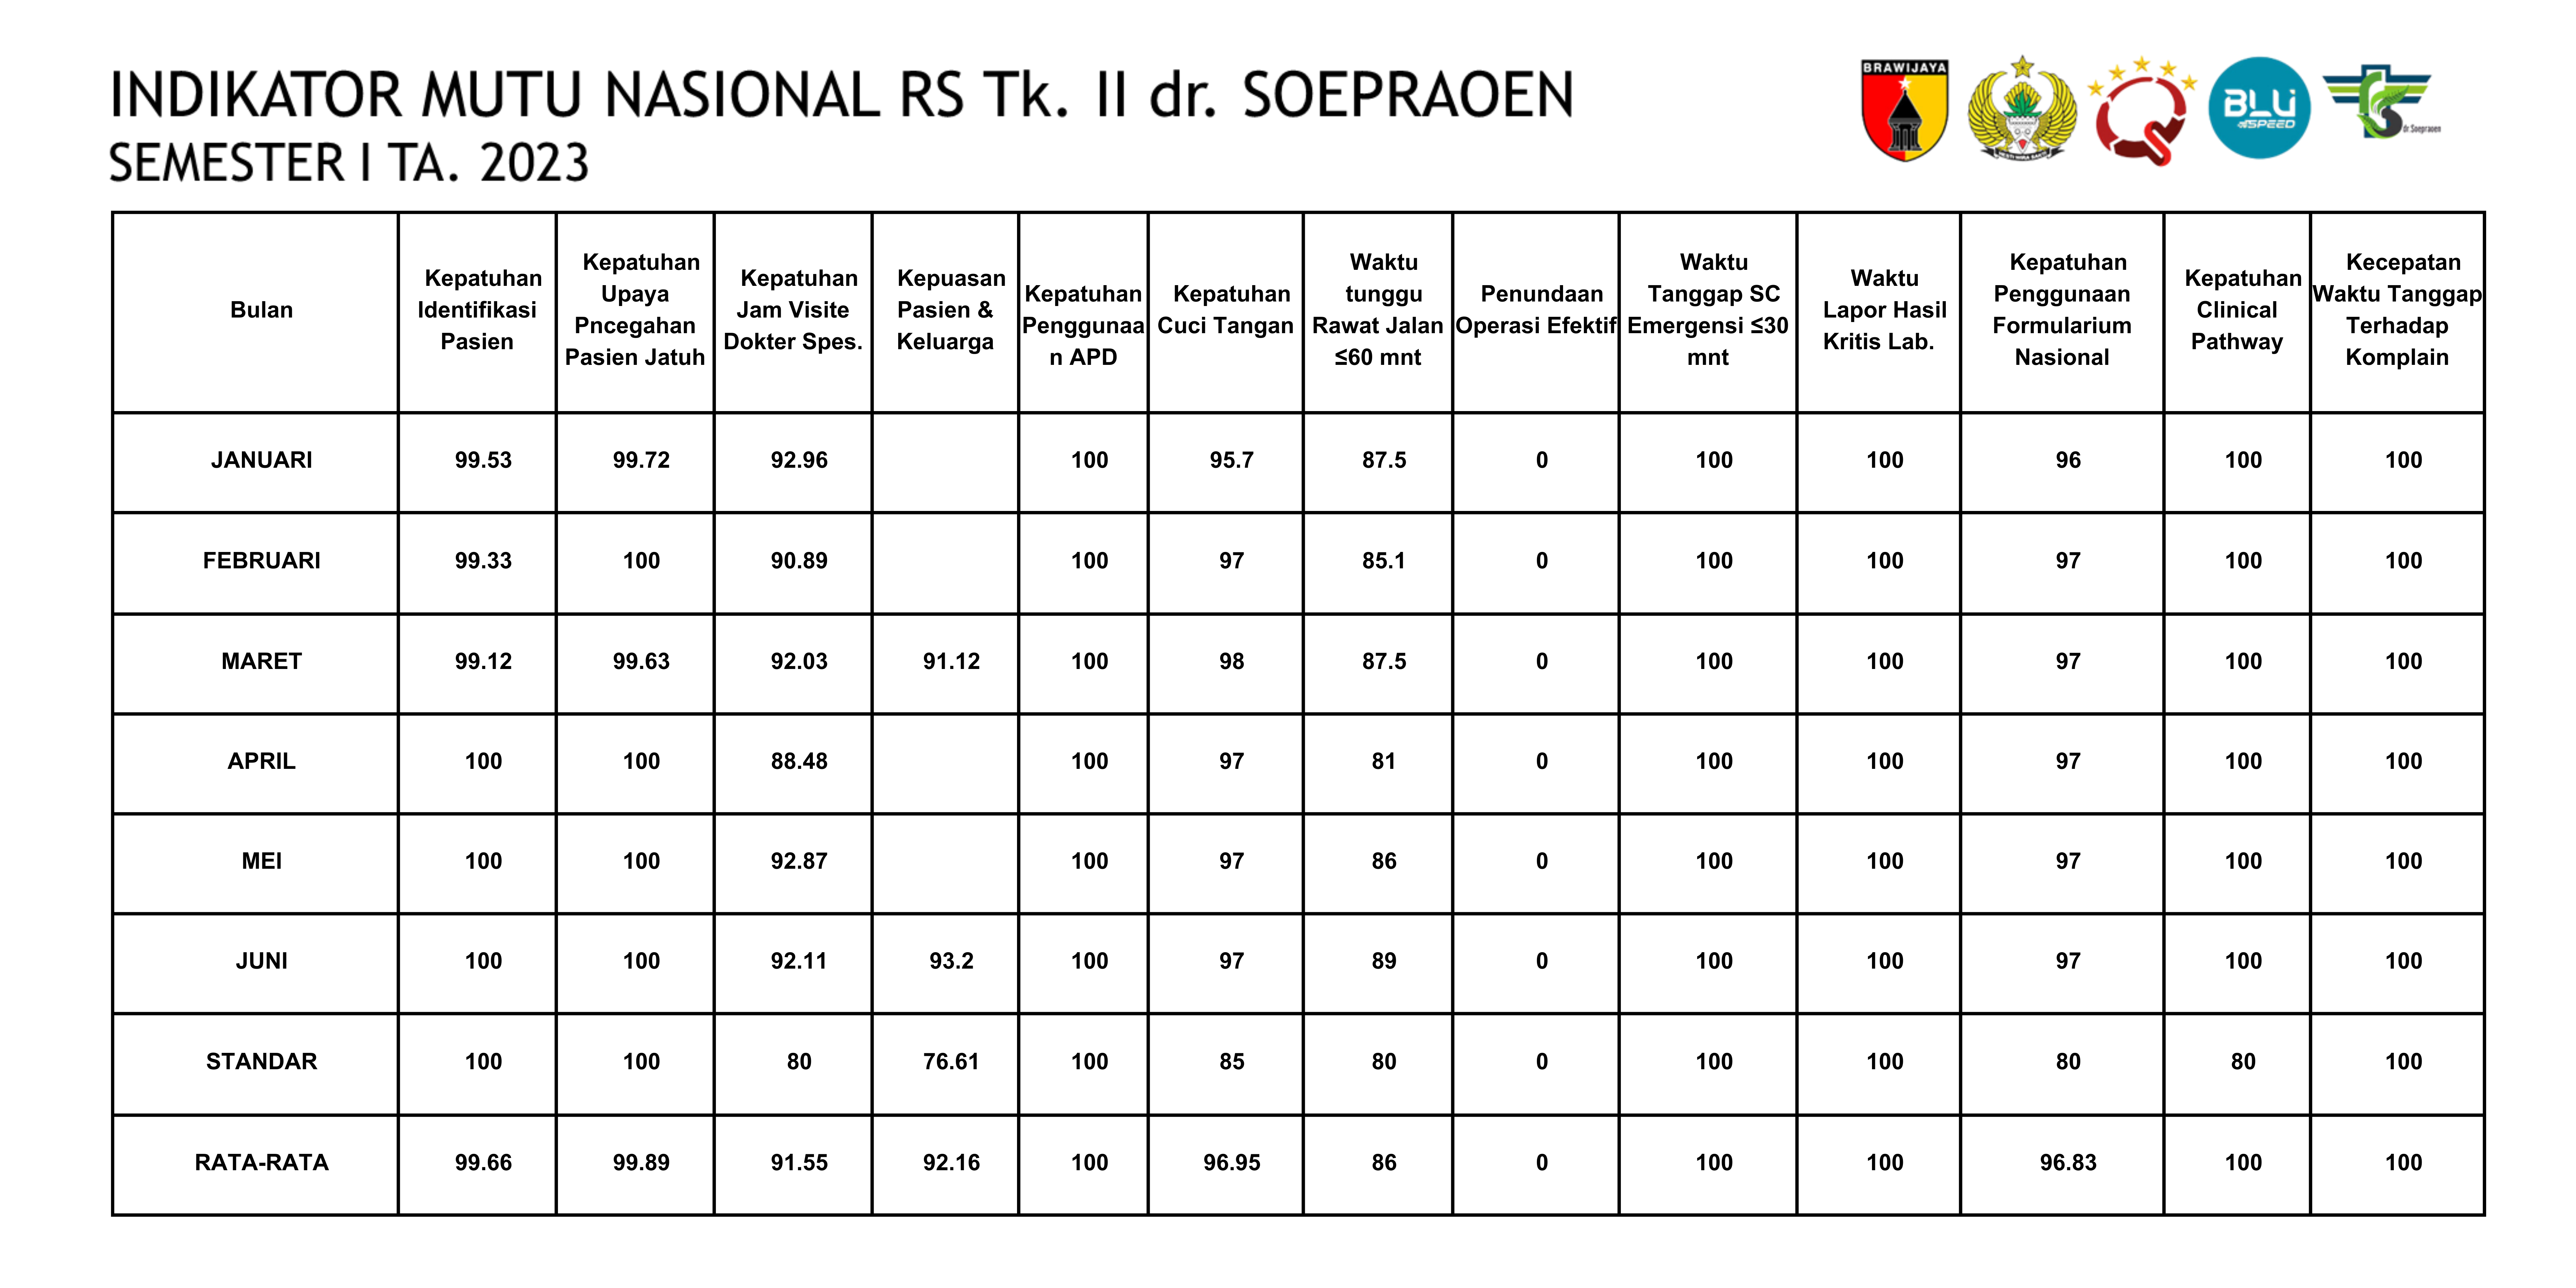 INDIKATOR MUTU NASIONAL RS Tk. II dr. SOEPRAOEN
SEMESTER I TA. 2023
BRAWIJAYA
BLU
SPEED
dr.Soepraoen
Bulan
Kepatuhan
Identifikasi
Pasien
Kepatuhan
Upaya
Pncegahan
Pasien Jatuh
Kepatuhan
Jam Visite
Dokter Spes.
Kepuasan
Pasien &
Keluarga
Kepatuhan
Penggunaa
n APD
Kepatuhan
Cuci Tangan
Waktu
tunggu
Rawat Jalan
≤60 mnt
Penundaan
Operasi Efektif
Waktu
Tanggap SC
Emergensi ≤30
mnt
Waktu
Lapor Hasil
Kritis Lab.
Kepatuhan
Penggunaan
Formularium
Nasional
Kepatuhan
Clinical
Pathway
Kecepatan
Waktu Tanggap
Terhadap
Komplain
JANUARI 99.53 99.72 92.96 100 95.7 87.5 0 100 100 96 100 100
FEBRUARI 99.33 100 90.89 100 97 85.1 0 100 100 97 100 100
MARET 99.12 99.63 92.03 91.12 100 98 87.5 0 100 100 97 100 100
APRIL 100 100 88.48 100 97 81 0 100 100 97 100 100
MEI 100 100 92.87 100 97 86 0 100 100 97 100 100
JUNI 100 100 92.11 93.2 100 97 89 0 100 100 97 100 100
STANDAR 100 100 80 76.61 100 85 80 0 100 100 80 80 100
RATA-RATA 99.66 99.89 91.55 92.16 100 96.95 86 0 100 100 96.83 100 100